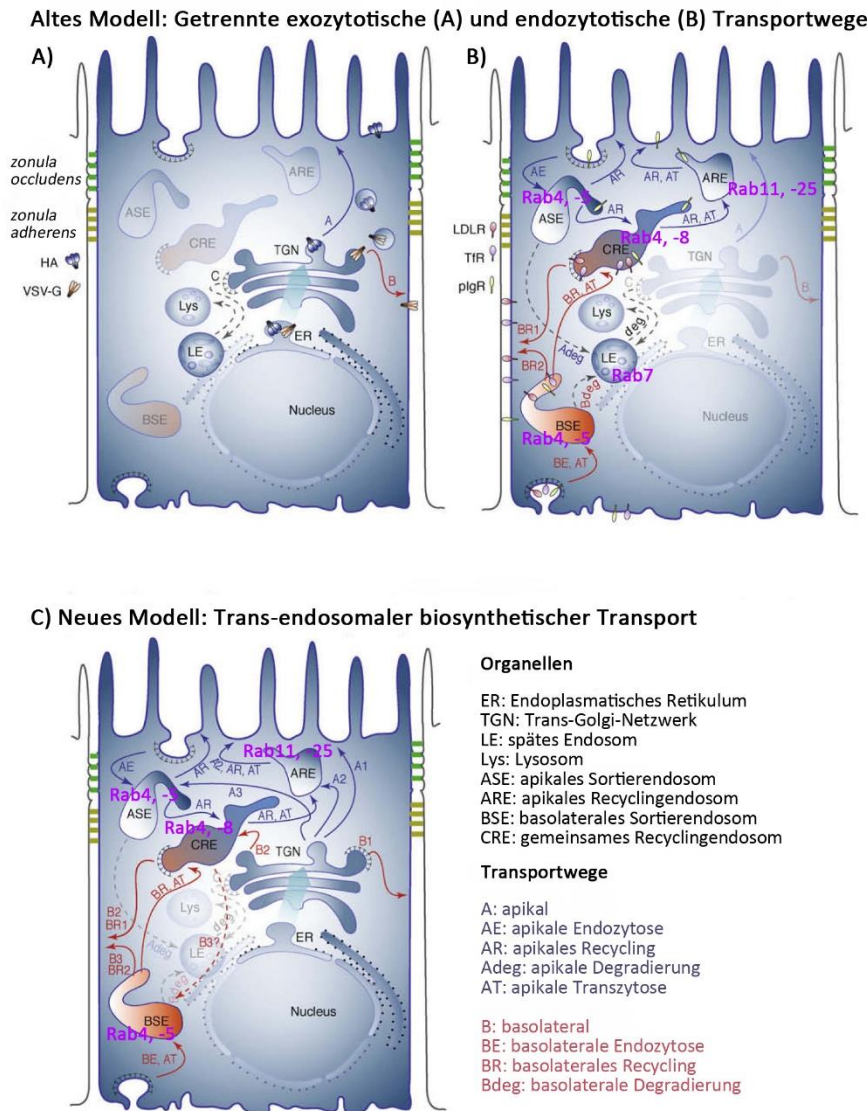 Altes Modell: Getrennte exozytotische (A) und endozytotische (B) Transportwege
A)
zonula
occludens
zonula
adherens
HA
VSV-G
ASE
ARE
CRE
TGN
A
B
C
Lys
LE
ER
BSE
Nucleus
B)
LDLR
TfR
pIgR
AE
AR
AR, AT
ARE
Rab11, -25
Rab4, -5
ASE
AR
AR, AT
Rab4, -8
CRE
TGN
A
B
C
BR, AT
BR1
BR2
Lys
deg
Adeg
LE
ER
Rab7
Bdeg
Nucleus
BSE
Rab4, -5
BE, AT
C) Neues Modell: Trans-endosomaler biosynthetischer Transport
AE
Rab11, -25
ARE
A1
A2
A3
Rab4, -5
ASE
AR
AR, AT
Rab4, -8
CRE
B2
TGN
B1
BR, AT
B2
BR1
B3
BR2
Lys
deg
Adeg
LE
B3?
ER
Bdeg
Nucleus
BSE
Rab4, -5
BE, AT
Organellen
ER: Endoplasmatisches Retikulum
TGN: Trans-Golgi-Netzwerk
LE: spätes Endosom
Lys: Lysosom
ASE: apikales Sortierendosom
ARE: apikales Recyclingendosom
BSE: basolaterales Sortierendosom
CRE: gemeinsames Recyclingendosom
Transportwege
A: apikal
AE: apikale Endozytose
AR: apikales Recycling
Adeg: apikale Degradierung
AT: apikale Transzytose
B: basolateral
BE: basolaterale Endozytose
BR: basolaterales Recycling
Bdeg: basolaterale Degradierung